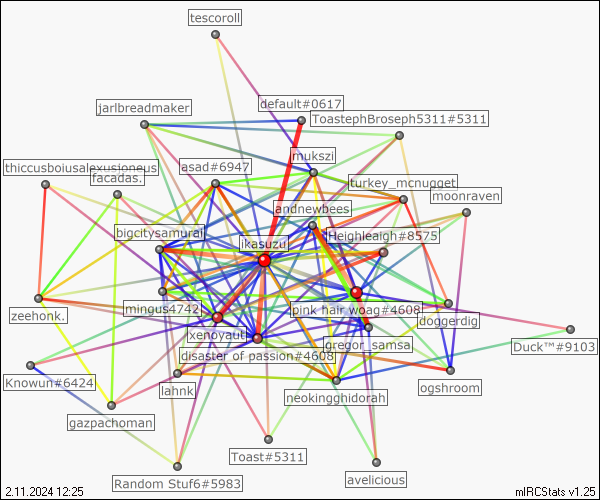 tescoroll
jarlbreadmaker
default#0617
ToastephBroseph5311#5311
mukszi
thiccusboiusalexusioneus
asad#6947
facadas.
turkey_mcnugget
moonraven
andnewbees
bigcitysamurai
ikasuzu
Heighleaigh#8575
zeehonk.
mingus4742
pink hair woag#4608
doggerdig
xenoyauti
gregor_samsa
Duck™#9103
disaster of passion#4608
Knowun#6424
lahnk
ogshroom
neokingghidorah
gazpachoman
Toast#5311
avelicious
Random Stuf6#5983
2.11.2024 12:25
mIRCStats v1.25